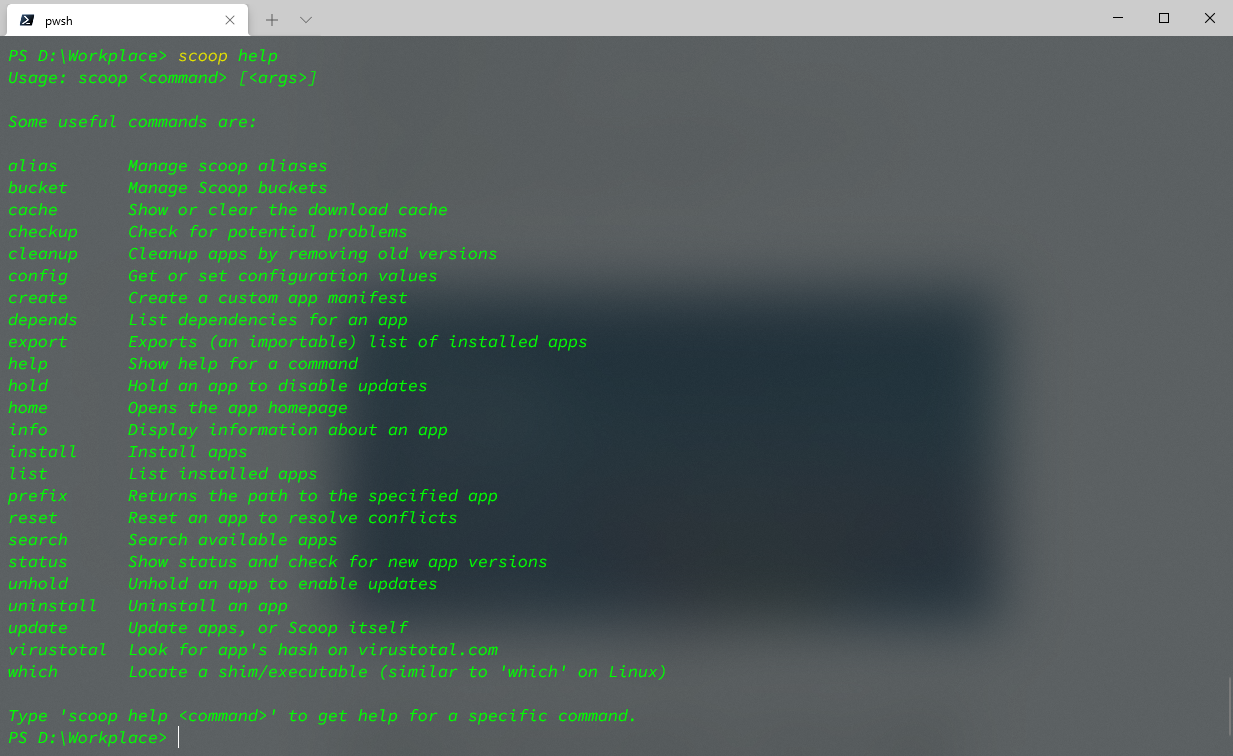 pwsh
PS D:\Workplace> scoop help
Usage: scoop <command> [<args>]
Some useful commands are:
alias Manage scoop aliases
bucket Manage Scoop buckets
cache Show or clear the download cache
checkup Check for potential problems
cleanup Cleanup apps by removing old versions
config Get or set configuration values
create Create a custom app manifest
depends List dependencies for an app
export Exports (an importable) list of installed apps
help Show help for a command
hold Hold an app to disable updates
home Opens the app homepage
info Display information about an app
install Install apps
list List installed apps
prefix Returns the path to the specified app
reset Reset an app to resolve conflicts
search Search available apps
status Show status and check for new app versions
unhold Unhold an app to enable updates
uninstall Uninstall an app
update Update apps, or Scoop itself
virustotal Look for app's hash on virustotal.com
which Locate a shim/executable (similar to 'which' on Linux)
Type 'scoop help <command>' to get help for a specific command.
PS D:\Workplace>